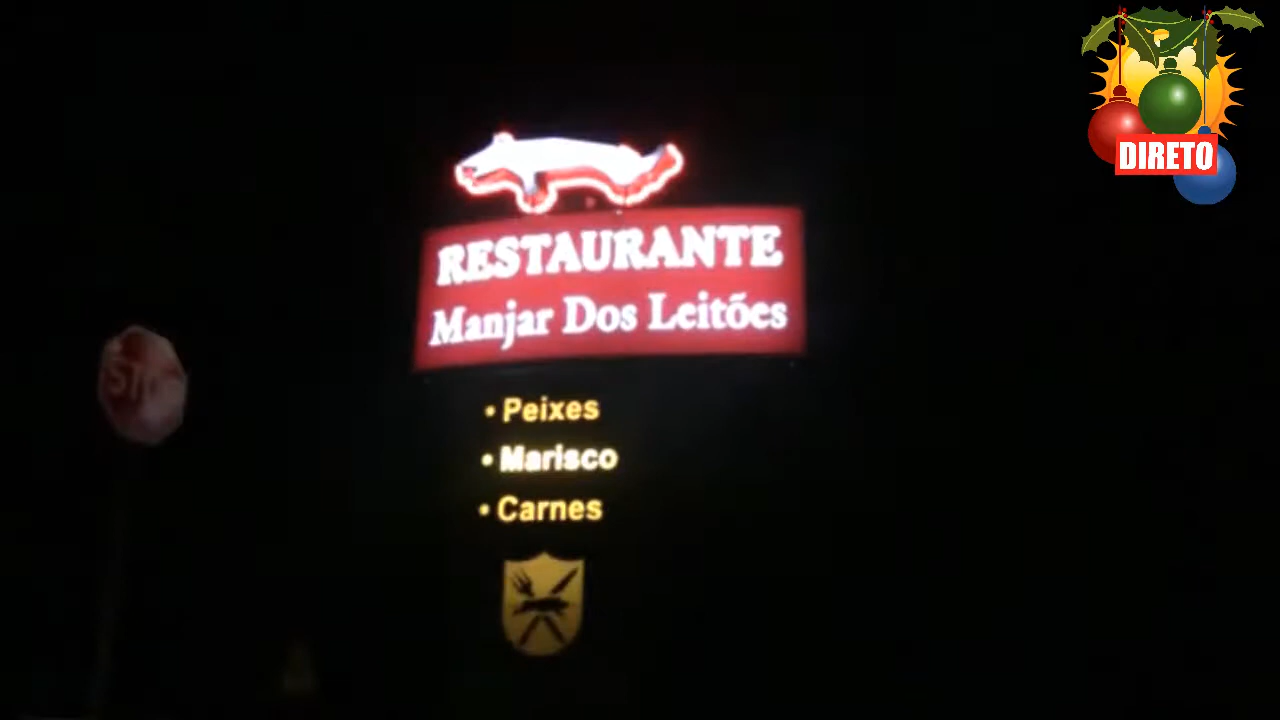 DIRETO
RESTAURANTE
Manjar Dos Leitões
• Peixes
• Marisco
• Carnes